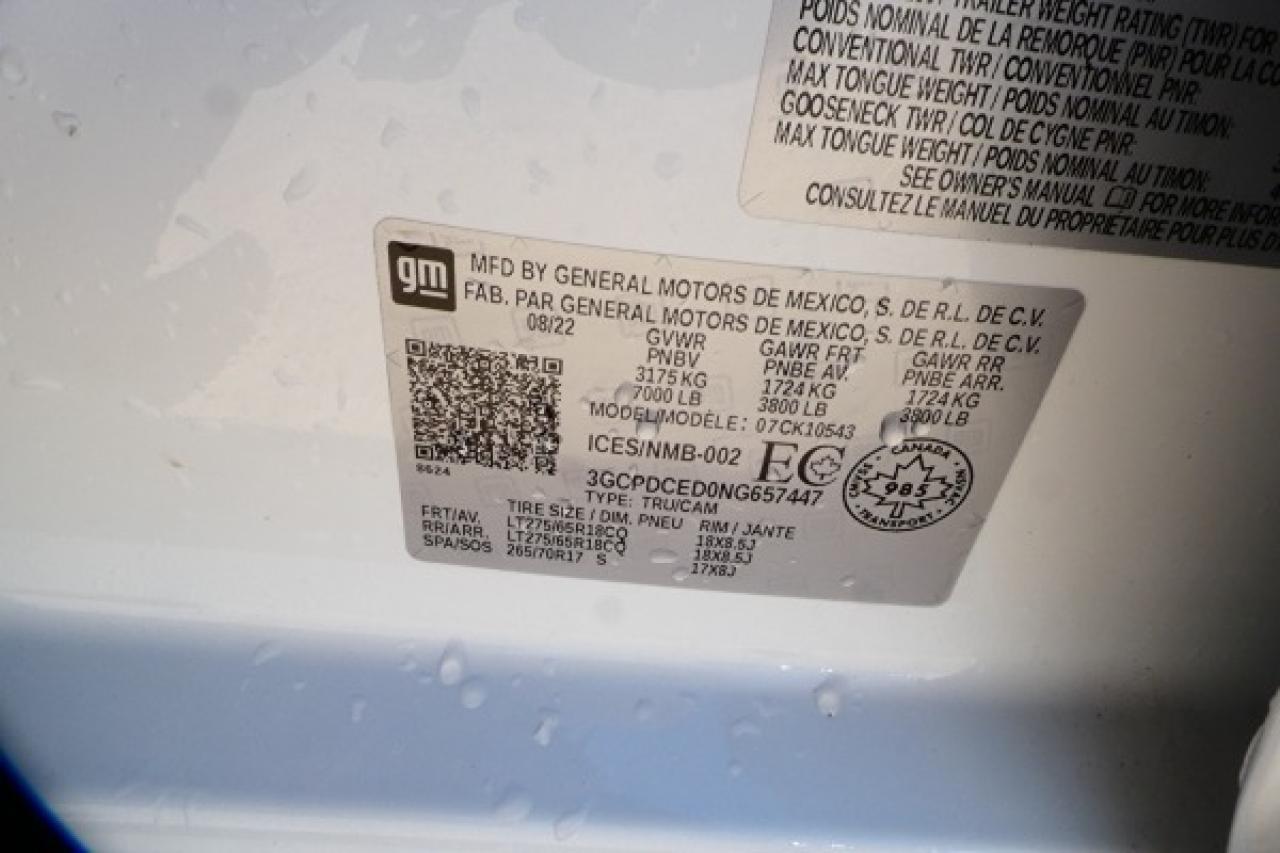 TRAILER WEIGHT RATING (TWR) FOR
POIDS NOMINAL DE LA REMORQUE (PNR) POUR LA
CONVENTIONAL TWR / CONVENTIONNEL PNR:
MAX TONGUE WEIGHT / POIDS NOMINAL AU TIMON:
GOOSENECK TWR / COL DE CYGNE PNR:
MAX TONGUE WEIGHT / POIDS NOMINAL AU TIMON:
SEE OWNER'S MANUAL FOR MORE INFOR
CONSULTEZ LE MANUEL DU PROPRIETAIRE POUR PLUS D'
gm
MFD BY GENERAL MOTORS DE MEXICO, S. DE R.L. DE C.V.
FAB. PAR GENERAL MOTORS DE MEXICO, S. DE R.L. DE C.V.
08/22 GVWR GAWR FRT GAWR RR
PNBV PNBE AV. PNBE ARR.
3175 KG 1724 KG 1724 KG
7000 LB 3800 LB 3800 LB
MODEL/MODÈLE: 07CK10543
ICES/NMB-002 EC
CANADA
985
TRANSPORT
8624
3GCPDCED0NG657447
TYPE: TRU/CAM
TIRE SIZE / DIM. PNEU RIM / JANTE
FRT/AV. LT275/65R18CQ 18X8.5J
RR/ARR. LT275/65R18CQ 18X8.5J
SPA/SOS 265/70R17 S 17X8J